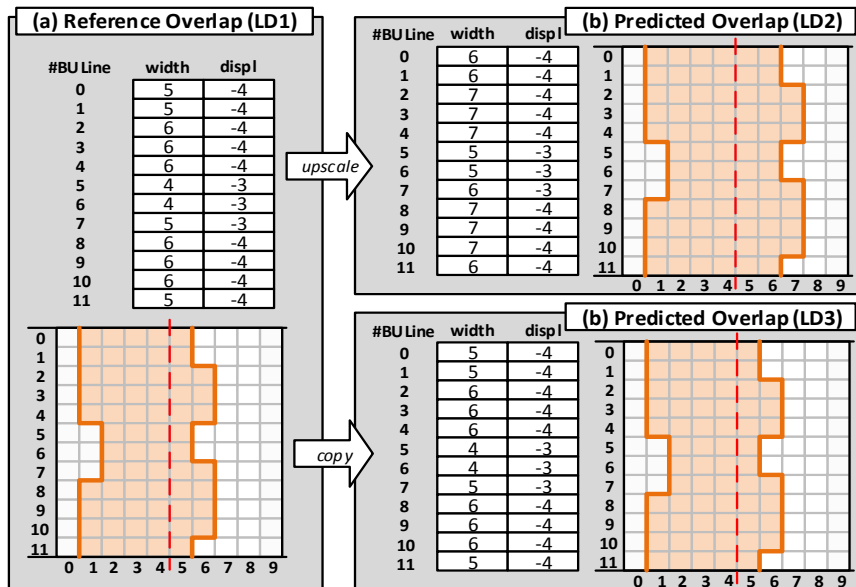 (a) Reference Overlap (LD1)
#BU Line width displ
0 5 -4
1 5 -4
2 6 -4
3 6 -4
4 6 -4
5 4 -3
6 4 -3
7 5 -3
8 6 -4
9 6 -4
10 6 -4
11 5 -4
0
1
2
3
4
5
6
7
8
9
10
11
0 1 2 3 4 5 6 7 8 9
upscale
copy
(b) Predicted Overlap (LD2)
#BU Line width displ
0 6 -4
1 6 -4
2 7 -4
3 7 -4
4 7 -4
5 5 -3
6 5 -3
7 6 -3
8 7 -4
9 7 -4
10 7 -4
11 6 -4
0
1
2
3
4
5
6
7
8
9
10
11
0 1 2 3 4 5 6 7 8 9
(b) Predicted Overlap (LD3)
#BU Line width displ
0 5 -4
1 5 -4
2 6 -4
3 6 -4
4 6 -4
5 4 -3
6 4 -3
7 5 -3
8 6 -4
9 6 -4
10 6 -4
11 5 -4
0
1
2
3
4
5
6
7
8
9
10
11
0 1 2 3 4 5 6 7 8 9